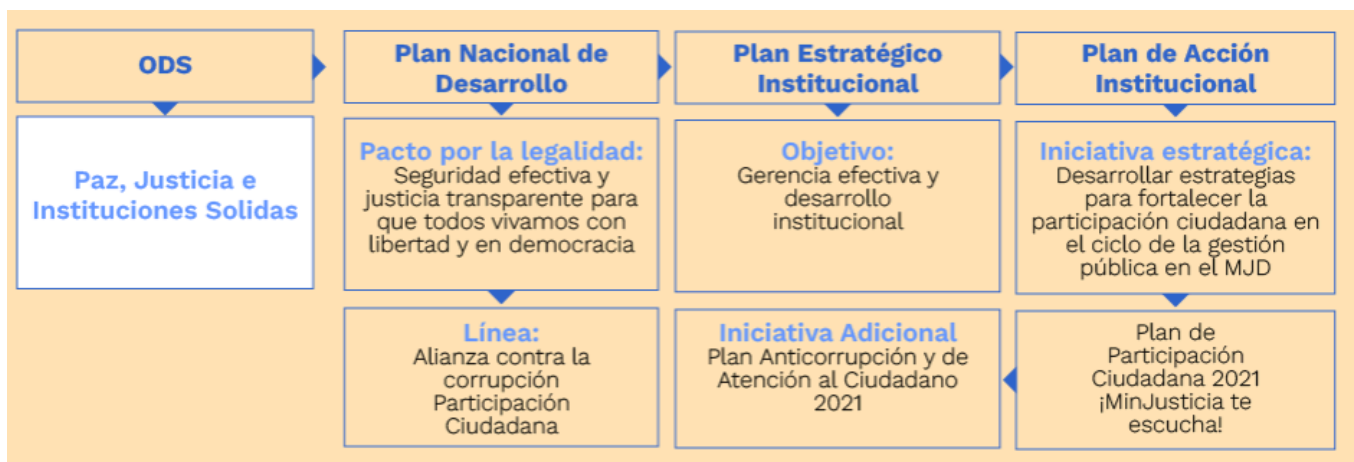 ODS
Paz, Justicia e
Instituciones Solidas
Plan Nacional de
Desarrollo
Pacto por la legalidad:
Seguridad efectiva y
justicia transparente para
que todos vivamos con
libertad y en democracia
Línea:
Alianza contra la
corrupción
Participación
Ciudadana
Plan Estratégico
Institucional
Objetivo:
Gerencia efectiva y
desarrollo
institucional
Iniciativa Adicional
Plan Anticorrupción y de
Atención al Ciudadano
2021
Plan de Acción
Institucional
Iniciativa estratégica:
Desarrollar estrategias
para fortalecer la
participación ciudadana en
el ciclo de la gestión
pública en el MJD
Plan de
Participación
Ciudadana 2021
¡MinJusticia te
escucha!